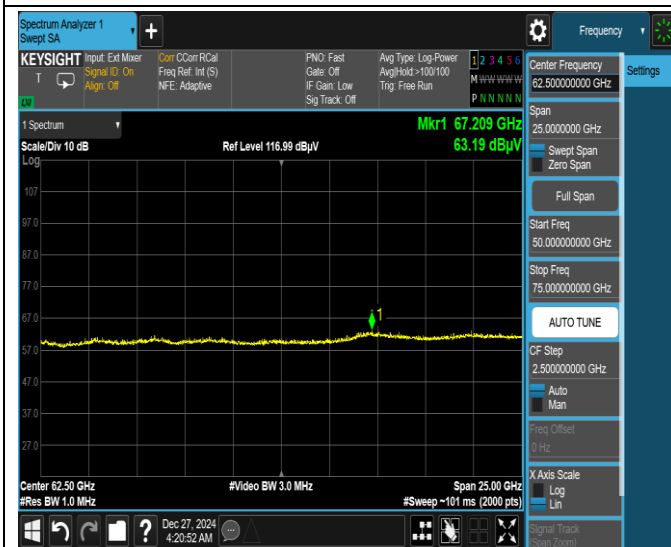 Spectrum Analyzer 1
Swept SA
+
Frequency
KEYSIGHT
Input: Ext Mixer
Signal ID: On
Align: Off
Corr CCorr RCal
Freq Ref: Int (S)
NFE: Adaptive
PNO: Fast
Gate: Off
IF Gain: Low
Sig Track: Off
Avg Type: Log-Power
Avg|Hold:>100/100
Trig: Free Run
1 2 3 4 5 6
M W W W W W
P N N N N N
T
LXI
1 Spectrum
Scale/Div 10 dB
Ref Level 116.99 dBµV
Mkr1 67.209 GHz
63.19 dBµV
Log
107
97.0
87.0
77.0
67.0
57.0
47.0
37.0
27.0
1
Center 62.50 GHz
#Res BW 1.0 MHz
#Video BW 3.0 MHz
Span 25.00 GHz
#Sweep ~101 ms (2000 pts)
Dec 27, 2024
4:20:52 AM
?
Center Frequency
62.500000000 GHz
Settings
Span
25.0000000 GHz
Swept Span
Zero Span
Full Span
Start Freq
50.000000000 GHz
Stop Freq
75.000000000 GHz
AUTO TUNE
CF Step
2.500000000 GHz
Auto
Man
Freq Offset
0 Hz
X Axis Scale
Log
Lin
Signal Track
(Span Zoom)